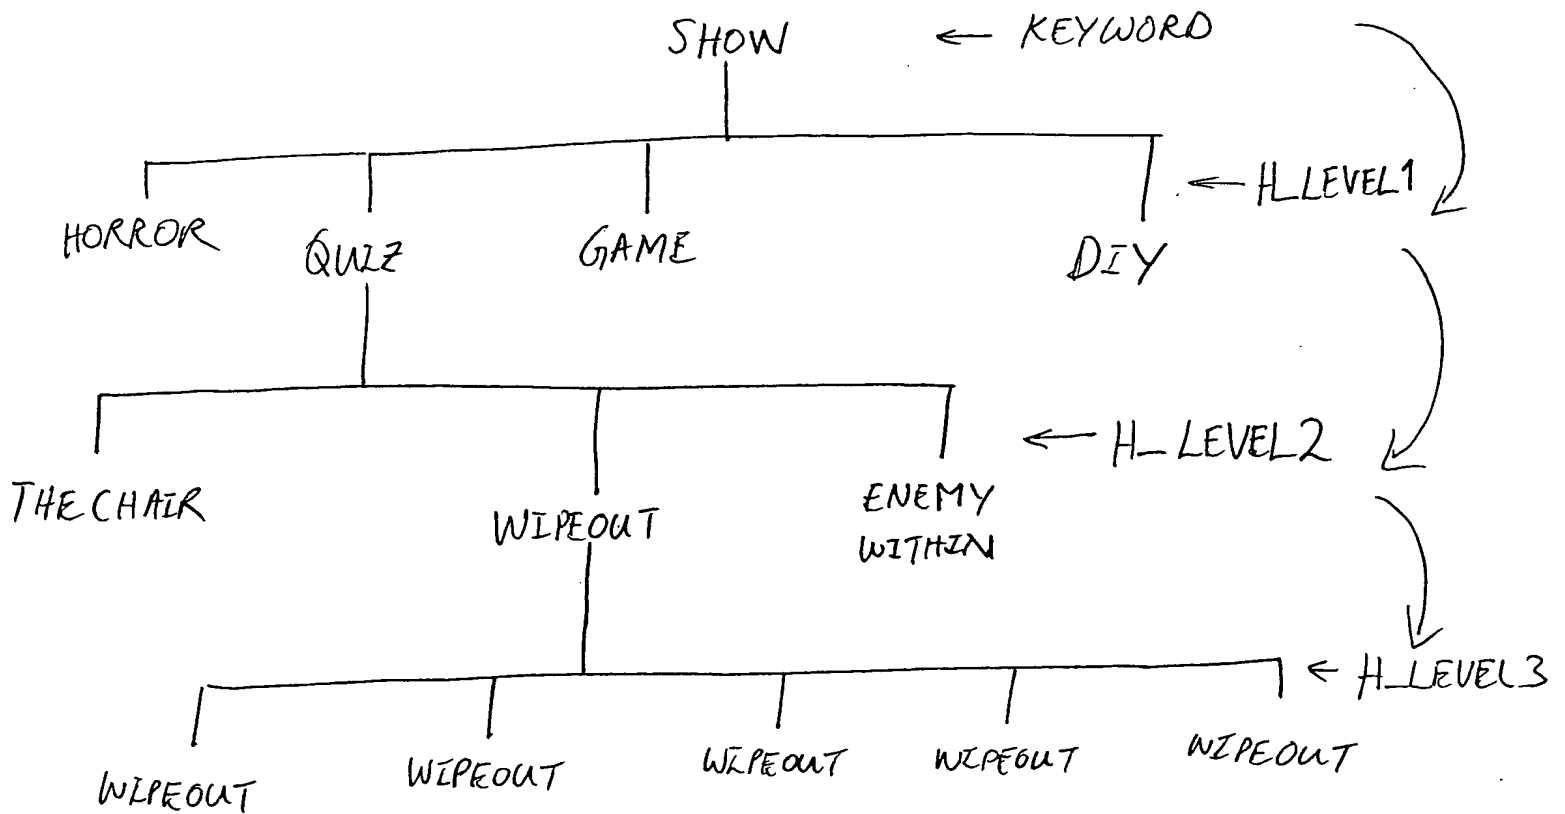 SHOW ← KEYWORD
← H_LEVEL1
HORROR QUIZ GAME DIY
← H_LEVEL2
THE CHAIR WIPEOUT ENEMY
WITHIN
← H_LEVEL3
WIPEOUT WIPEOUT WIPEOUT WIPEOUT WIPEOUT